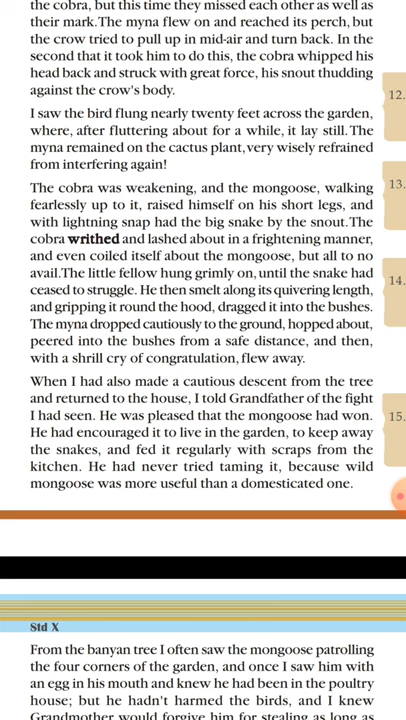 the cobra, but this time they missed each other as well as
their mark. The myna flew on and reached its perch, but
the crow tried to pull up in mid-air and turn back. In the
second that it took him to do this, the cobra whipped his
head back and struck with great force, his snout thudding
against the crow's body.
I saw the bird flung nearly twenty feet across the garden,
where, after fluttering about for a while, it lay still. The
myna remained on the cactus plant, very wisely refrained
from interfering again!
The cobra was weakening, and the mongoose, walking
fearlessly up to it, raised himself on his short legs, and
with lightning snap had the big snake by the snout. The
cobra writhed and lashed about in a frightening manner,
and even coiled itself about the mongoose, but all to no
avail. The little fellow hung grimly on, until the snake had
ceased to struggle. He then smelt along its quivering length,
and gripping it round the hood, dragged it into the bushes.
The myna dropped cautiously to the ground, hopped about,
peered into the bushes from a safe distance, and then,
with a shrill cry of congratulation, flew away.
When I had also made a cautious descent from the tree
and returned to the house, I told Grandfather of the fight
I had seen. He was pleased that the mongoose had won.
He had encouraged it to live in the garden, to keep away
the snakes, and fed it regularly with scraps from the
kitchen. He had never tried taming it, because wild
mongoose was more useful than a domesticated one.
12.
13.
14.
15.
Std X
From the banyan tree I often saw the mongoose patrolling
the four corners of the garden, and once I saw him with
an egg in his mouth and knew he had been in the poultry
house; but he hadn't harmed the birds, and I knew
Grandmother would forgive him for stealing as long as